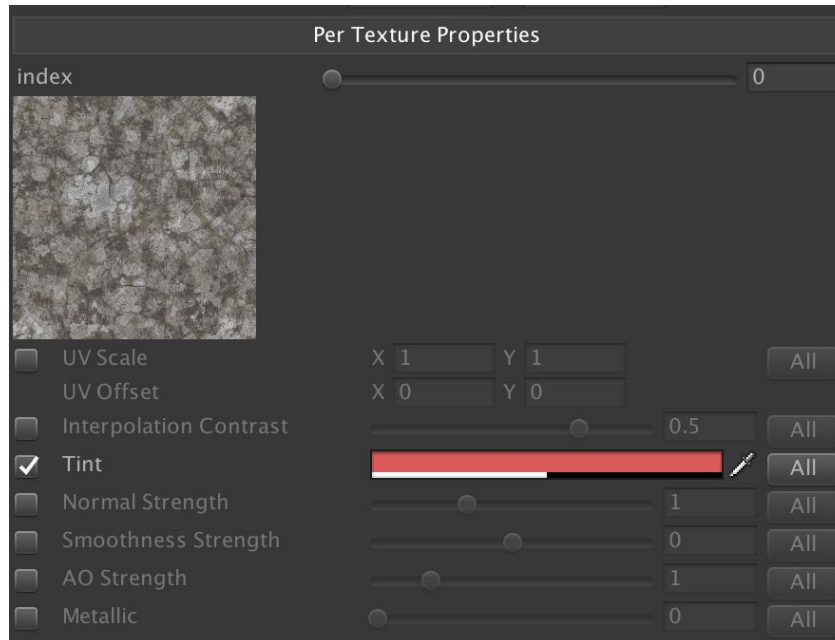 Per Texture Properties
index 0
UV Scale X 1 Y 1 All
UV Offset X 0 Y 0
Interpolation Contrast 0.5 All
Tint All
Normal Strength 1 All
Smoothness Strength 0 All
AO Strength 1 All
Metallic 0 All